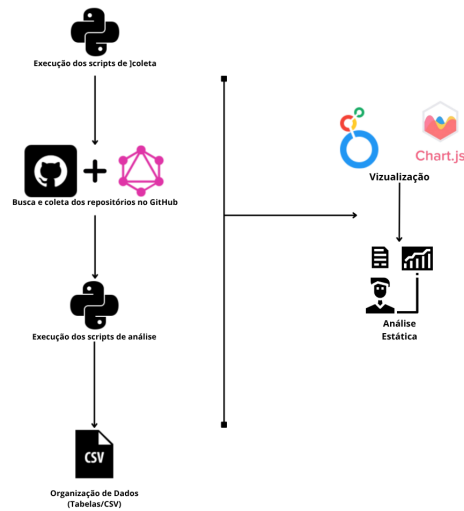 Execução dos scripts de ]coleta
Busca e coleta dos repositórios no GitHub
Execução dos scripts de análise
CSV
Organização de Dados
(Tabelas/CSV)
Chart.js
Vizualização
Análise
Estática